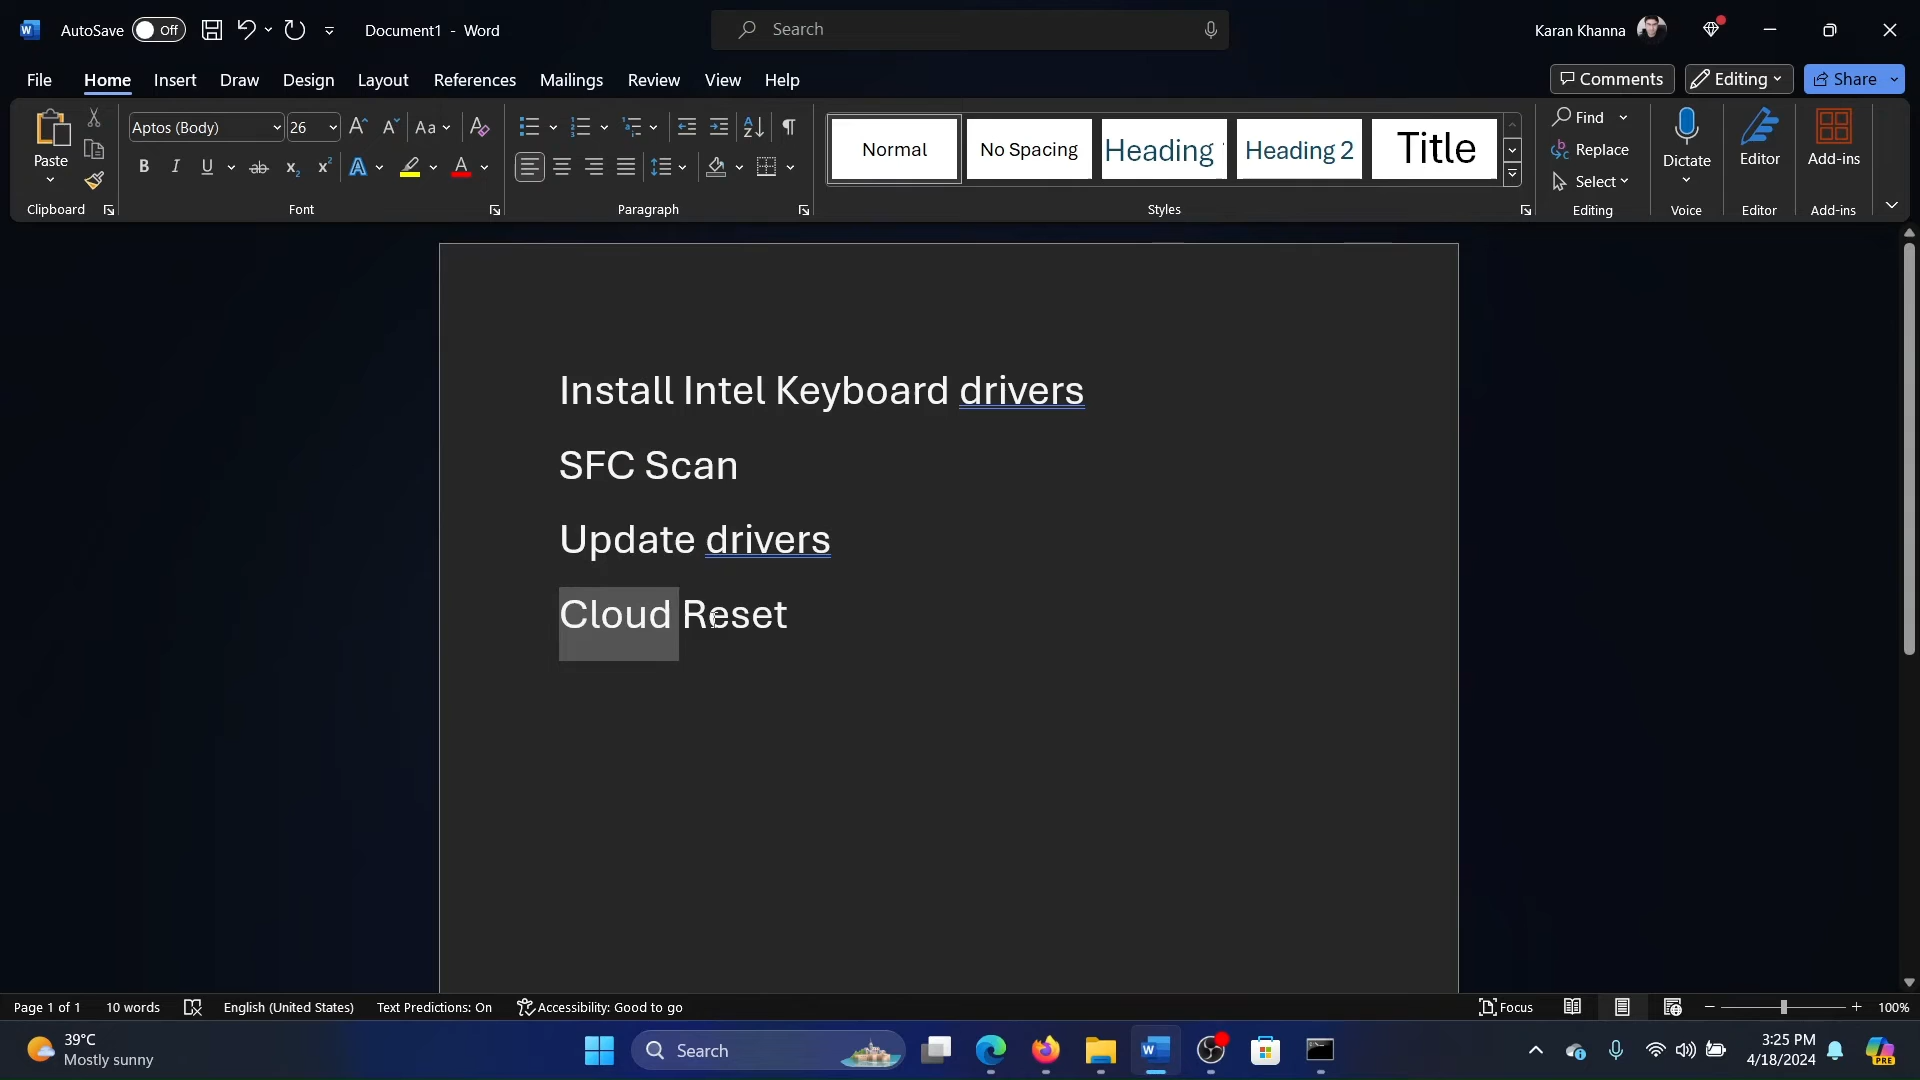 AutoSave Off Document1 - Word Search Karan Khanna
File Home Insert Draw Design Layout References Mailings Review View Help Comments Editing Share
Paste Aptos (Body) 26 Aa Normal No Spacing Heading Heading 2 Title Find Replace Select Dictate Editor Add-ins
Clipboard Font Paragraph Styles Editing Voice Editor Add-ins
Install Intel Keyboard drivers
SFC Scan
Update drivers
Cloud Reset
Page 1 of 1 10 words English (United States) Text Predictions: On Accessibility: Good to go Focus 100%
39°C
Mostly sunny
Search
3:25 PM
4/18/2024
PRE